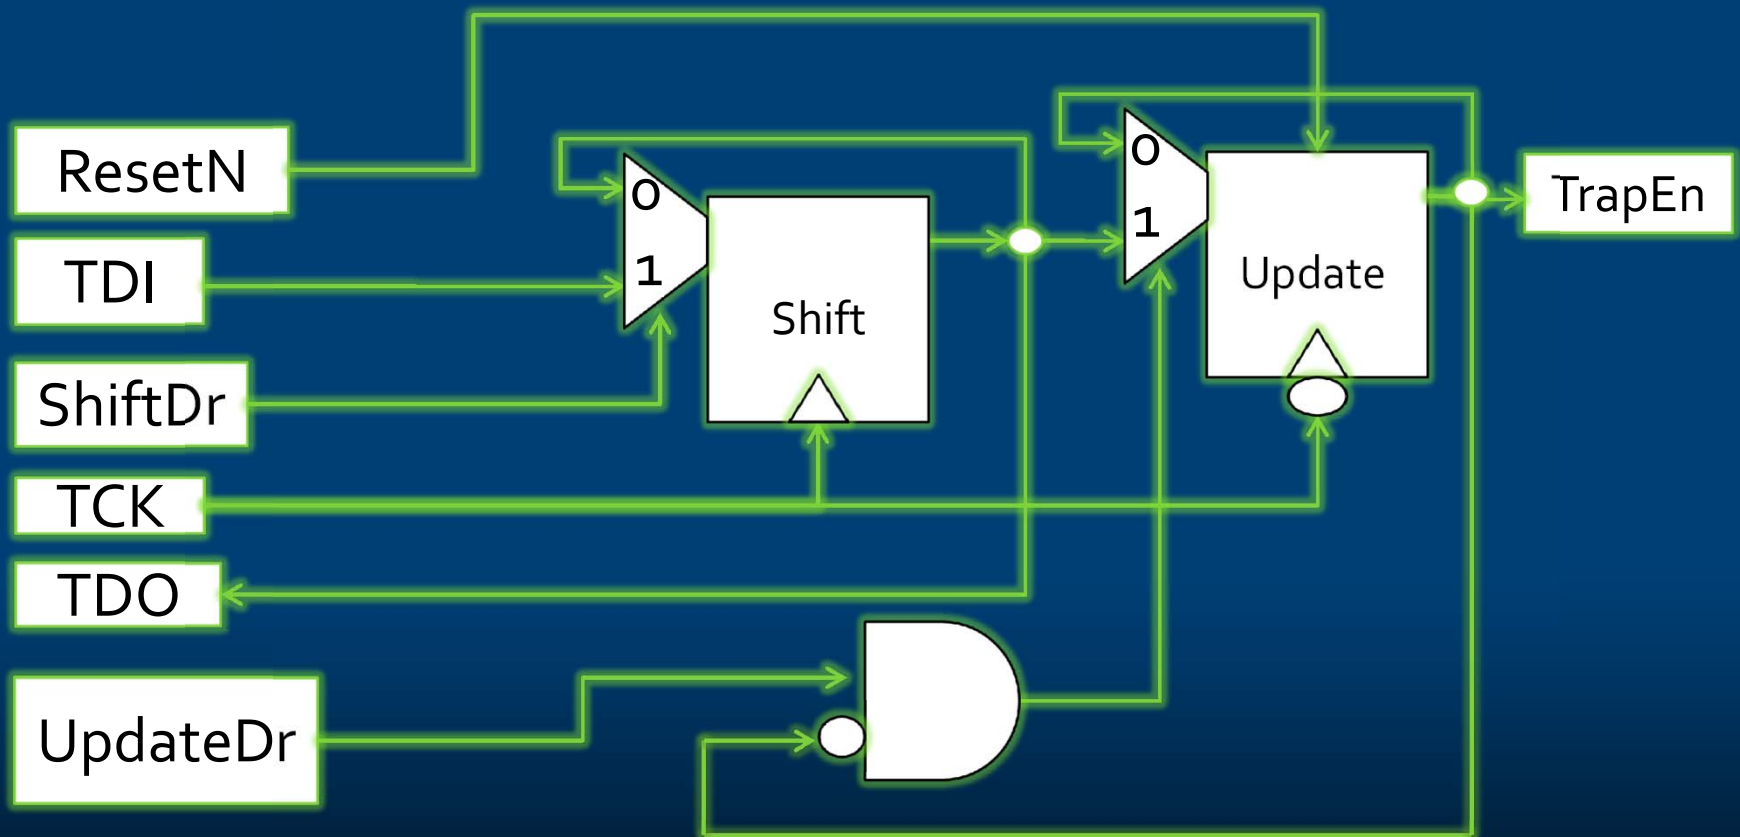 ResetN
TDI
ShiftDr
TCK
TDO
UpdateDr
0
1
Shift
0
1
Update
TrapEn